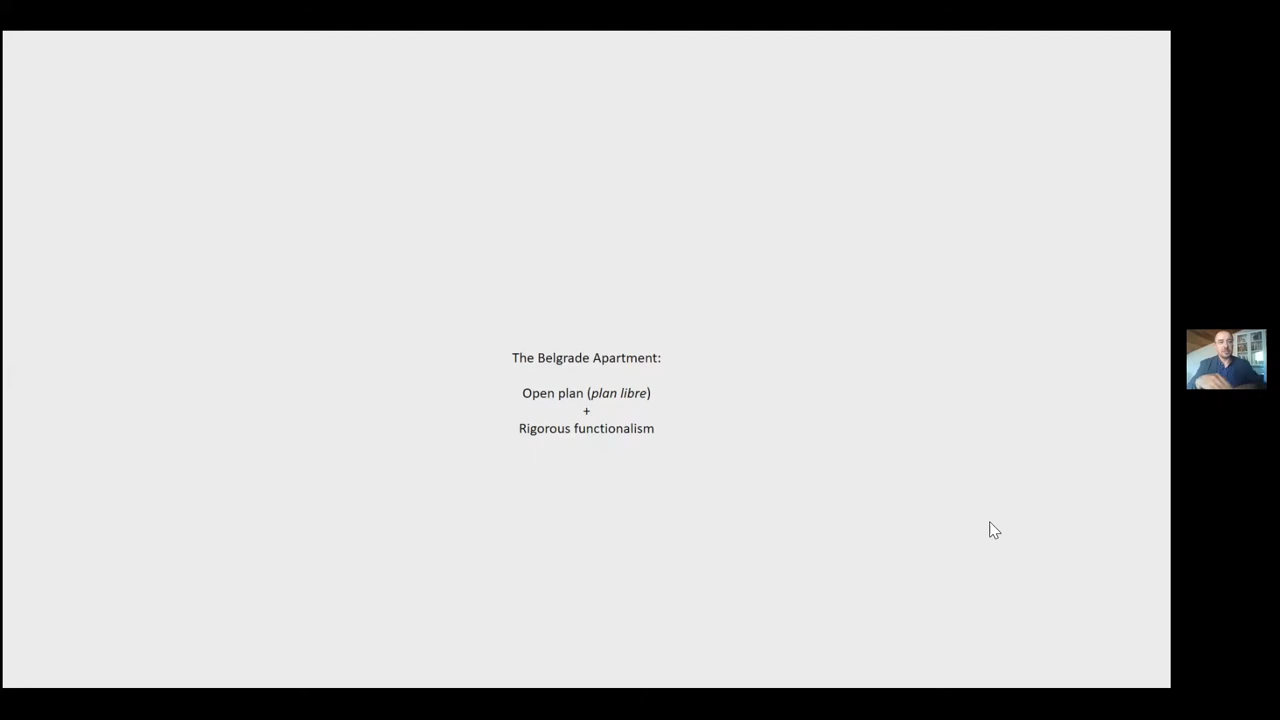 The Belgrade Apartment:
Open plan (plan libre)
+
Rigorous functionalism